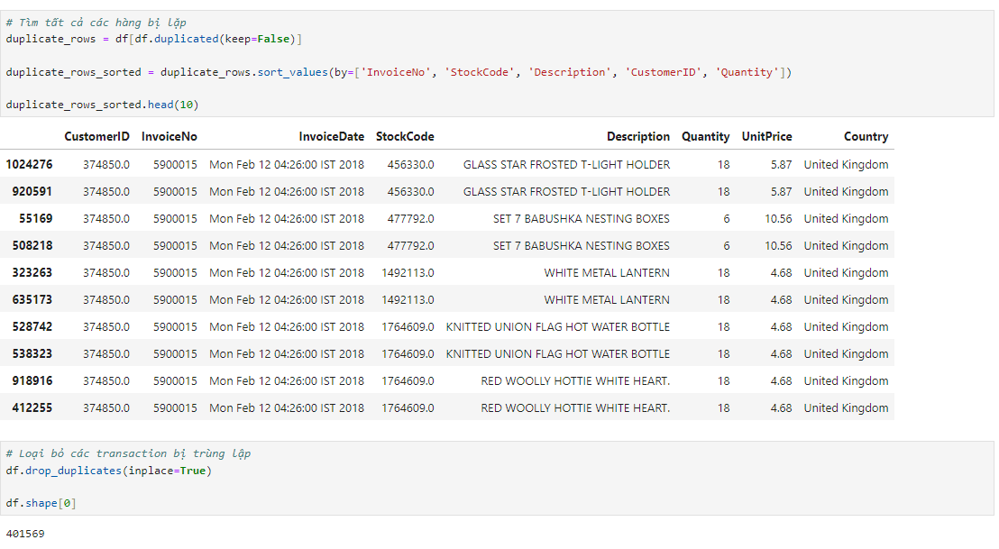 # Tìm tất cả các hàng bị lặp
duplicate_rows = df[df.duplicated(keep=False)]
duplicate_rows_sorted = duplicate_rows.sort_values(by=['InvoiceNo', 'StockCode', 'Description', 'CustomerID', 'Quantity'])
duplicate_rows_sorted.head(10)
CustomerID InvoiceNo InvoiceDate StockCode Description Quantity UnitPrice Country
1024276 374850.0 5900015 Mon Feb 12 04:26:00 IST 2018 456330.0 GLASS STAR FROSTED T-LIGHT HOLDER 18 5.87 United Kingdom
920591 374850.0 5900015 Mon Feb 12 04:26:00 IST 2018 456330.0 GLASS STAR FROSTED T-LIGHT HOLDER 18 5.87 United Kingdom
55169 374850.0 5900015 Mon Feb 12 04:26:00 IST 2018 477792.0 SET 7 BABUSHKA NESTING BOXES 6 10.56 United Kingdom
508218 374850.0 5900015 Mon Feb 12 04:26:00 IST 2018 477792.0 SET 7 BABUSHKA NESTING BOXES 6 10.56 United Kingdom
323263 374850.0 5900015 Mon Feb 12 04:26:00 IST 2018 1492113.0 WHITE METAL LANTERN 18 4.68 United Kingdom
635173 374850.0 5900015 Mon Feb 12 04:26:00 IST 2018 1492113.0 WHITE METAL LANTERN 18 4.68 United Kingdom
528742 374850.0 5900015 Mon Feb 12 04:26:00 IST 2018 1764609.0 KNITTED UNION FLAG HOT WATER BOTTLE 18 4.68 United Kingdom
538323 374850.0 5900015 Mon Feb 12 04:26:00 IST 2018 1764609.0 KNITTED UNION FLAG HOT WATER BOTTLE 18 4.68 United Kingdom
918916 374850.0 5900015 Mon Feb 12 04:26:00 IST 2018 1764609.0 RED WOOLLY HOTTIE WHITE HEART. 18 4.68 United Kingdom
412255 374850.0 5900015 Mon Feb 12 04:26:00 IST 2018 1764609.0 RED WOOLLY HOTTIE WHITE HEART. 18 4.68 United Kingdom
# Loại bỏ các transaction bị trùng lặp
df.drop_duplicates(inplace=True)
df.shape[0]
401569